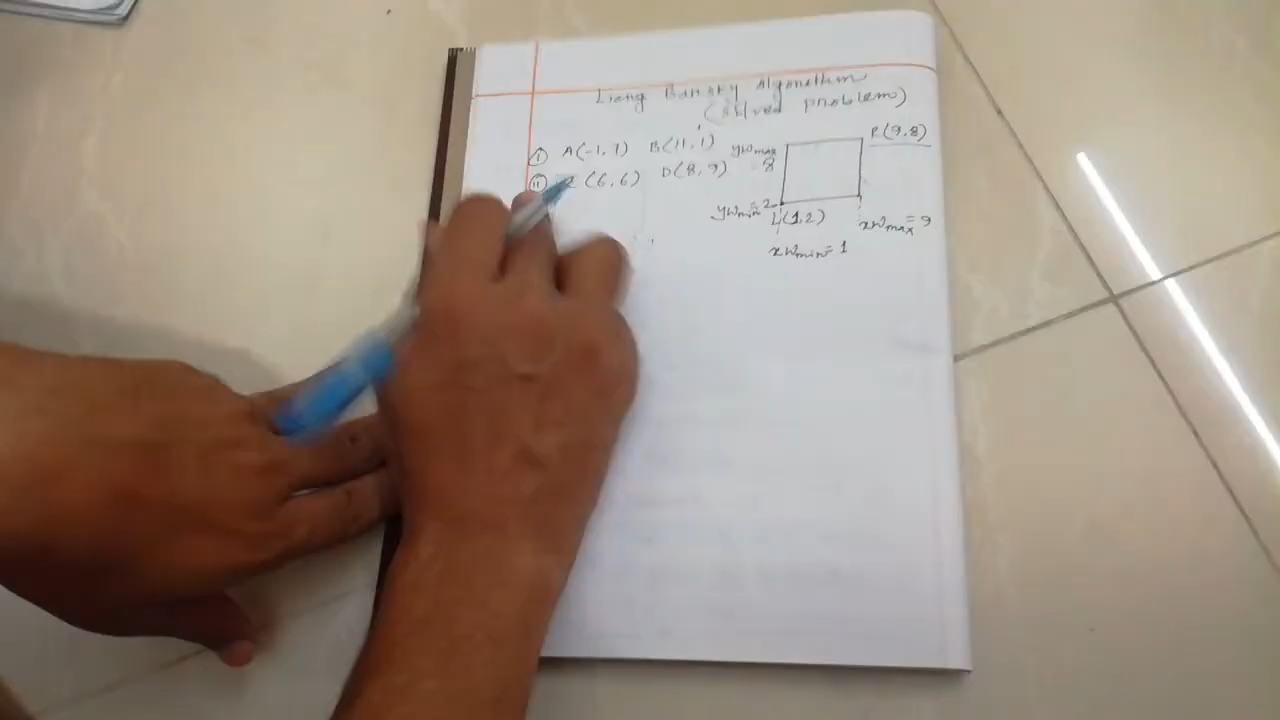 Liang Barsky Algorithm
(solved problem)
I A(-1, 7) B(11, 1)
II (6, 6) D(8, 9)
ywmax
8
R(9,8)
ywmin=2
L(1,2)
xwmax=9
xwmin=1